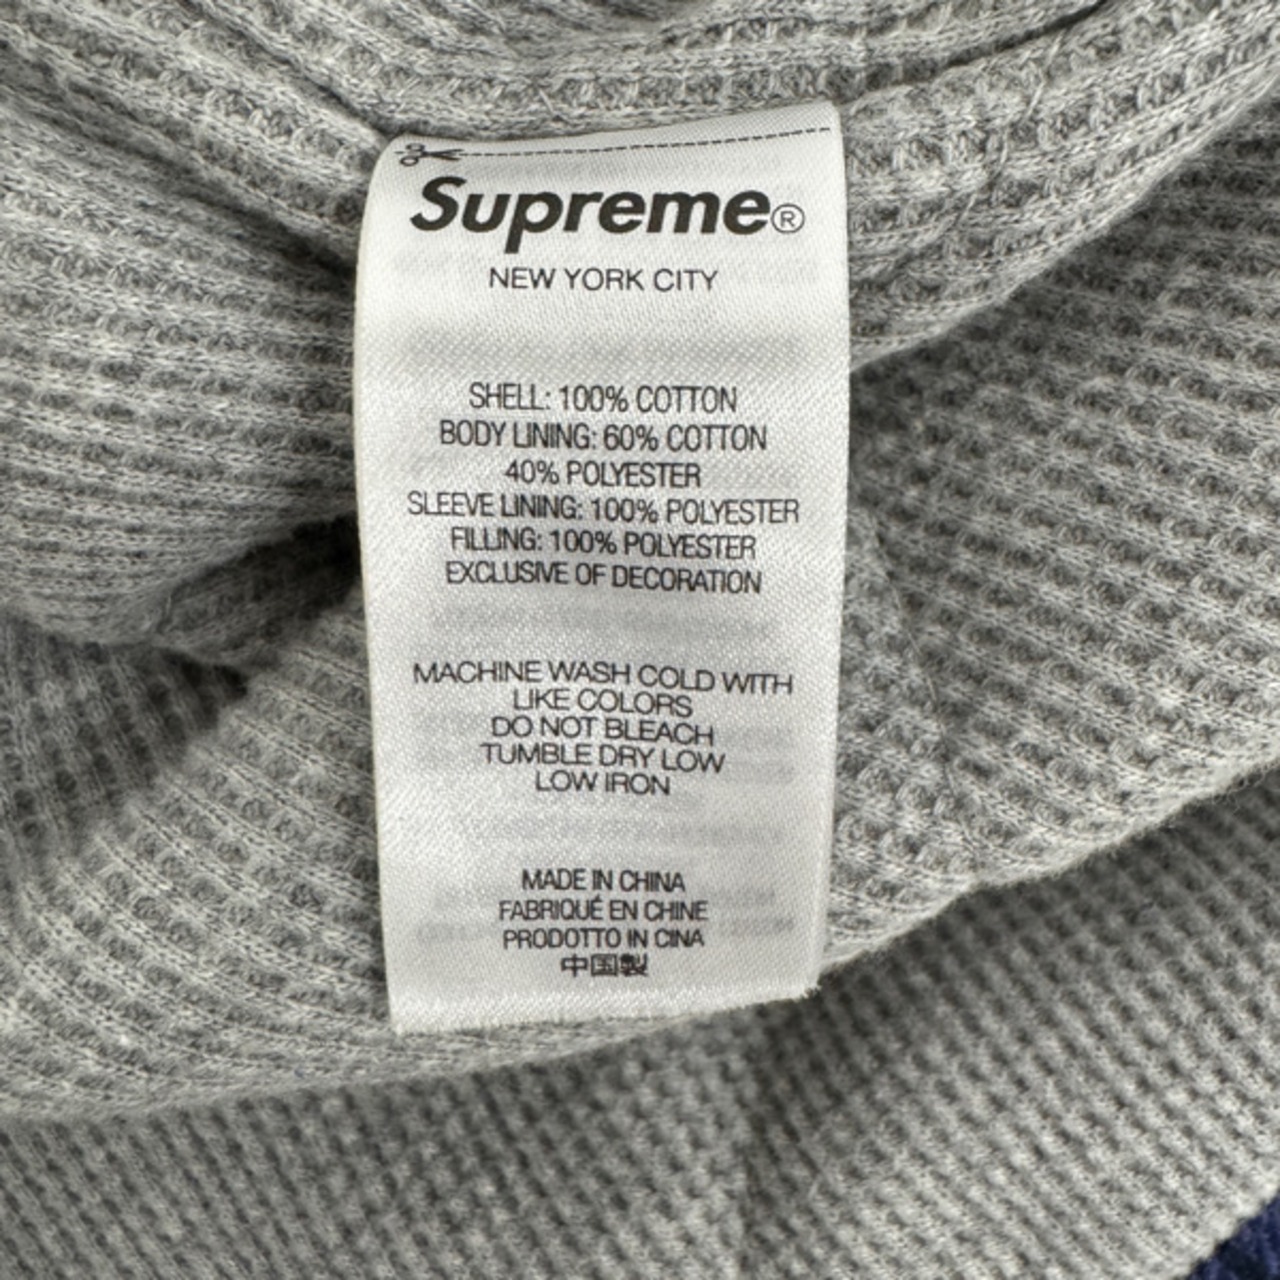 Supreme®
NEW YORK CITY
SHELL: 100% COTTON
BODY LINING: 60% COTTON
40% POLYESTER
SLEEVE LINING: 100% POLYESTER
FILLING: 100% POLYESTER
EXCLUSIVE OF DECORATION
MACHINE WASH COLD WITH
LIKE COLORS
DO NOT BLEACH
TUMBLE DRY LOW
LOW IRON
MADE IN CHINA
FABRIQUÉ EN CHINE
PRODOTTO IN CINA
中国製